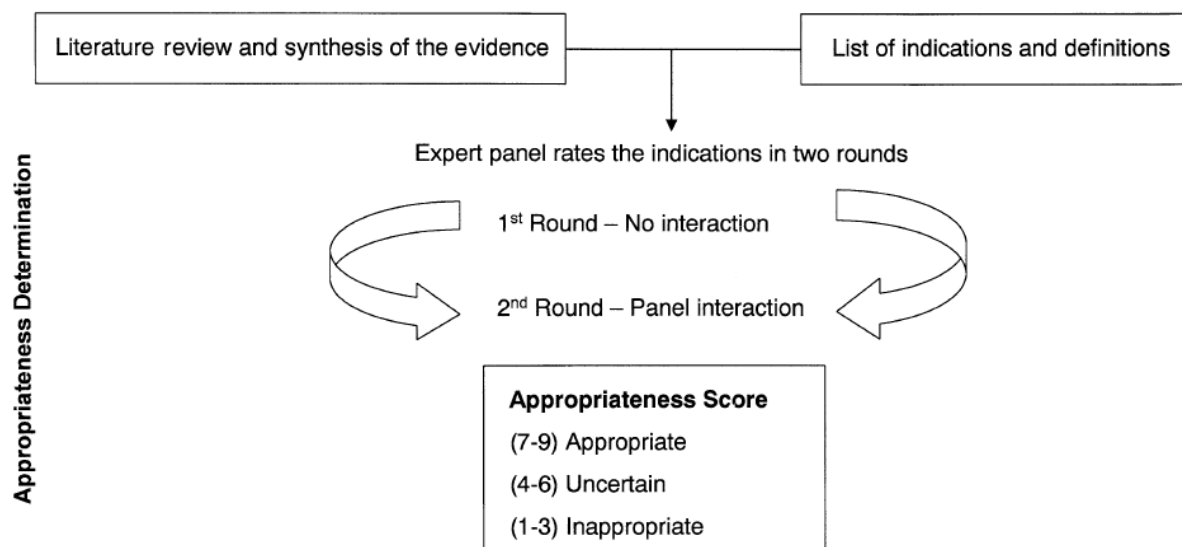 Literature review and synthesis of the evidence
List of indications and definitions
Appropriateness Determination
Expert panel rates the indications in two rounds
1st Round – No interaction
2nd Round – Panel interaction
Appropriateness Score
(7-9) Appropriate
(4-6) Uncertain
(1-3) Inappropriate